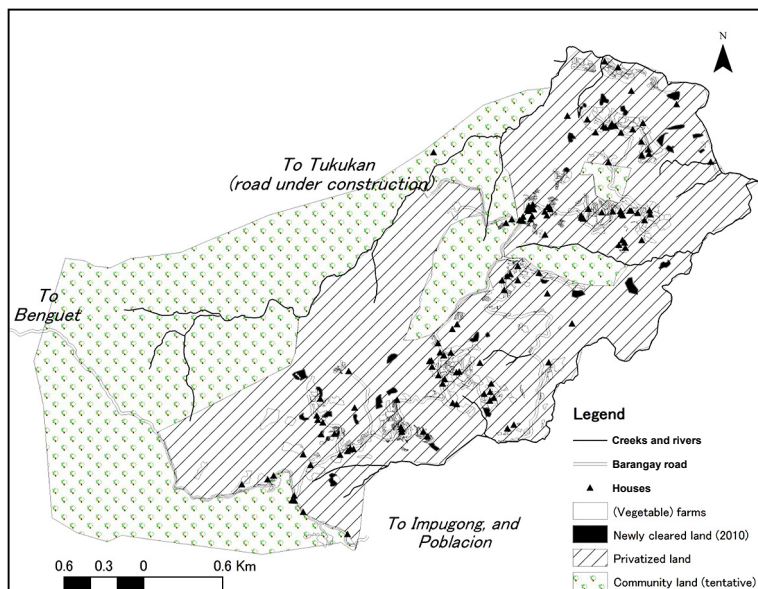 N
To Tukukan
(road under construction)
To
Benguet
To Impugong, and
Poblacion
Legend
Creeks and rivers
Barangay road
Houses
(Vegetable) farms
Newly cleared land (2010)
Privatized land
Community land (tentative)
0.6 0.3 0 0.6 Km